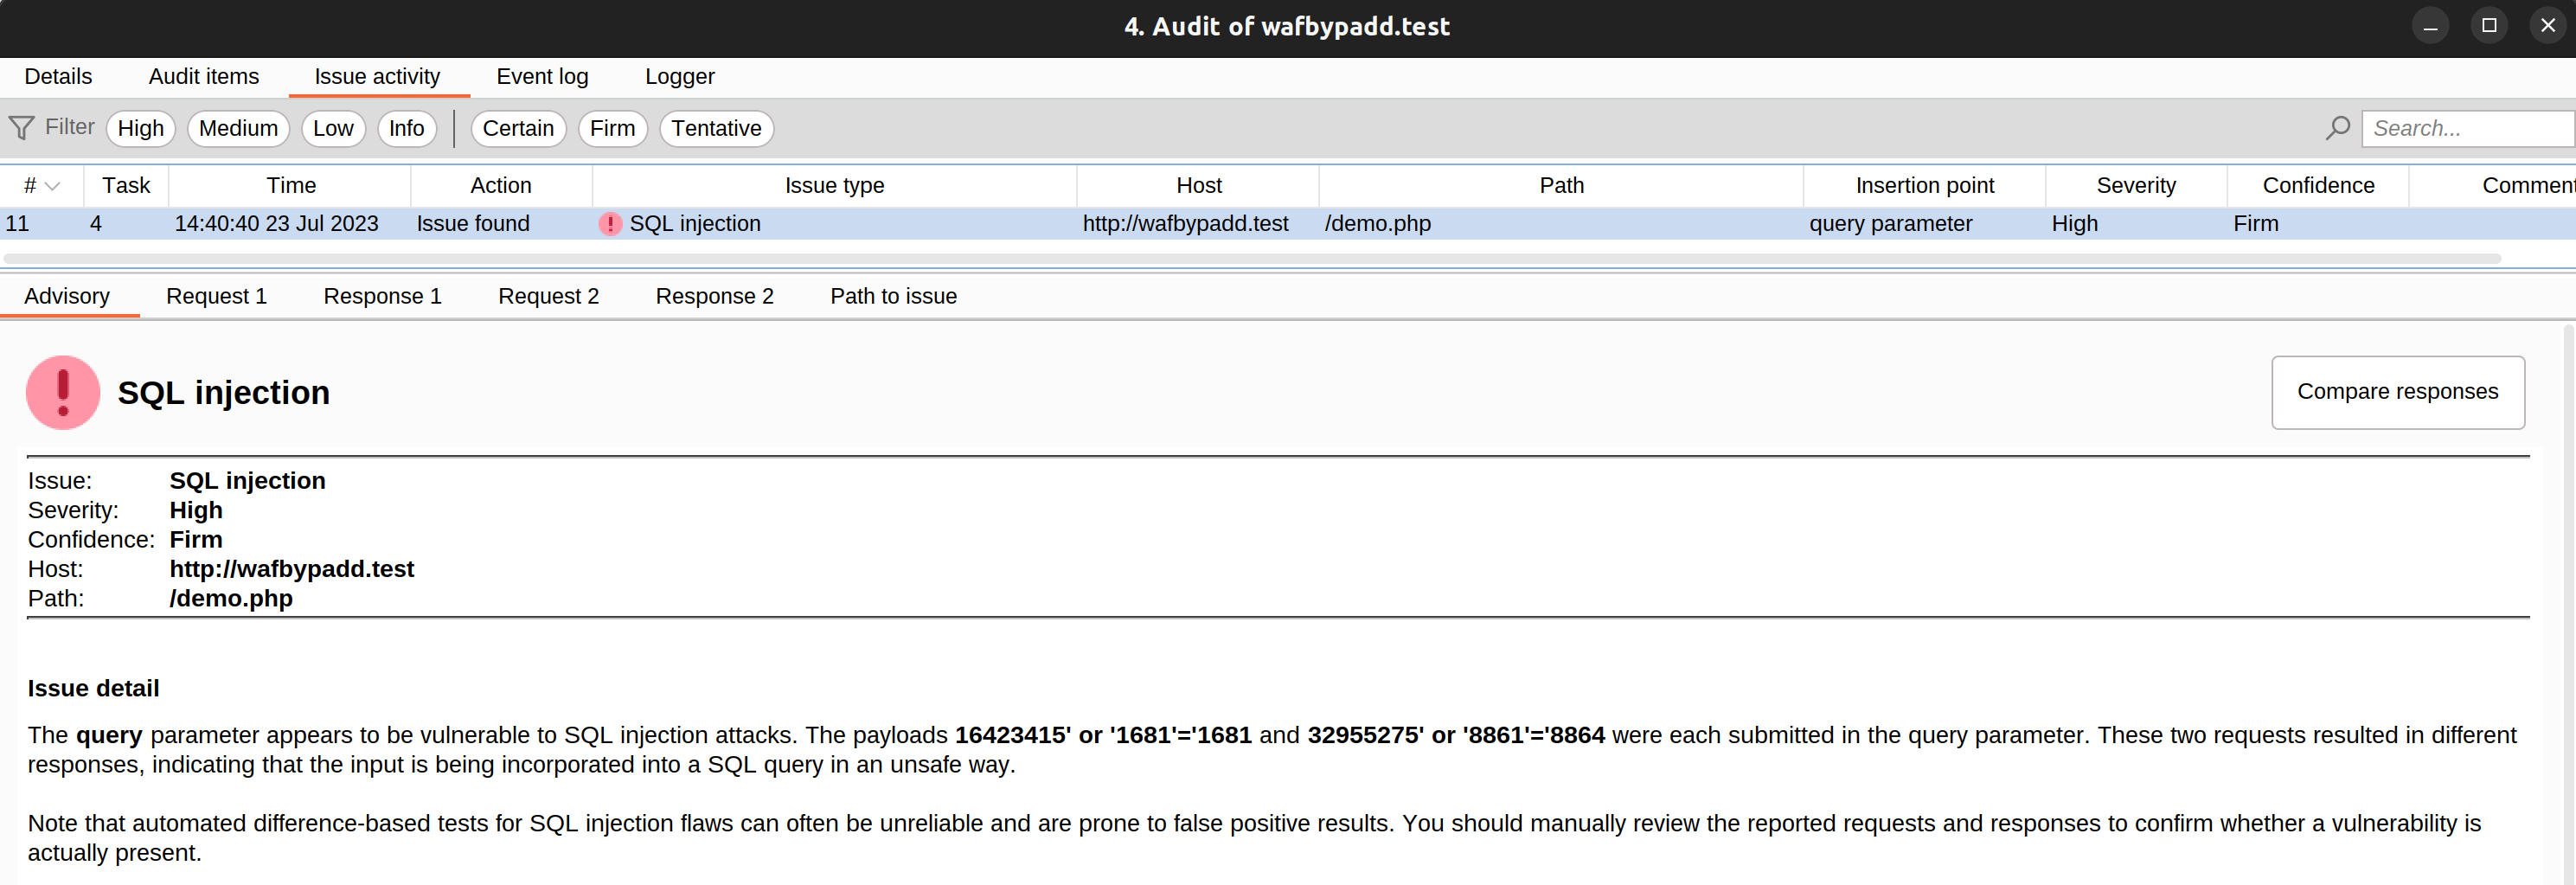 4. Audit of wafbypadd.test
Details Audit items Issue activity Event log Logger
Filter High Medium Low Info Certain Firm Tentative Search...
# Task Time Action Issue type Host Path Insertion point Severity Confidence Comment
11 4 14:40:40 23 Jul 2023 Issue found SQL injection http://wafbypadd.test /demo.php query parameter High Firm
Advisory Request 1 Response 1 Request 2 Response 2 Path to issue
SQL injection Compare responses
Issue: SQL injection
Severity: High
Confidence: Firm
Host: http://wafbypadd.test
Path: /demo.php
Issue detail
The query parameter appears to be vulnerable to SQL injection attacks. The payloads 16423415' or '1681'='1681 and 32955275' or '8861'='8864 were each submitted in the query parameter. These two requests resulted in different
responses, indicating that the input is being incorporated into a SQL query in an unsafe way.
Note that automated difference-based tests for SQL injection flaws can often be unreliable and are prone to false positive results. You should manually review the reported requests and responses to confirm whether a vulnerability is
actually present.